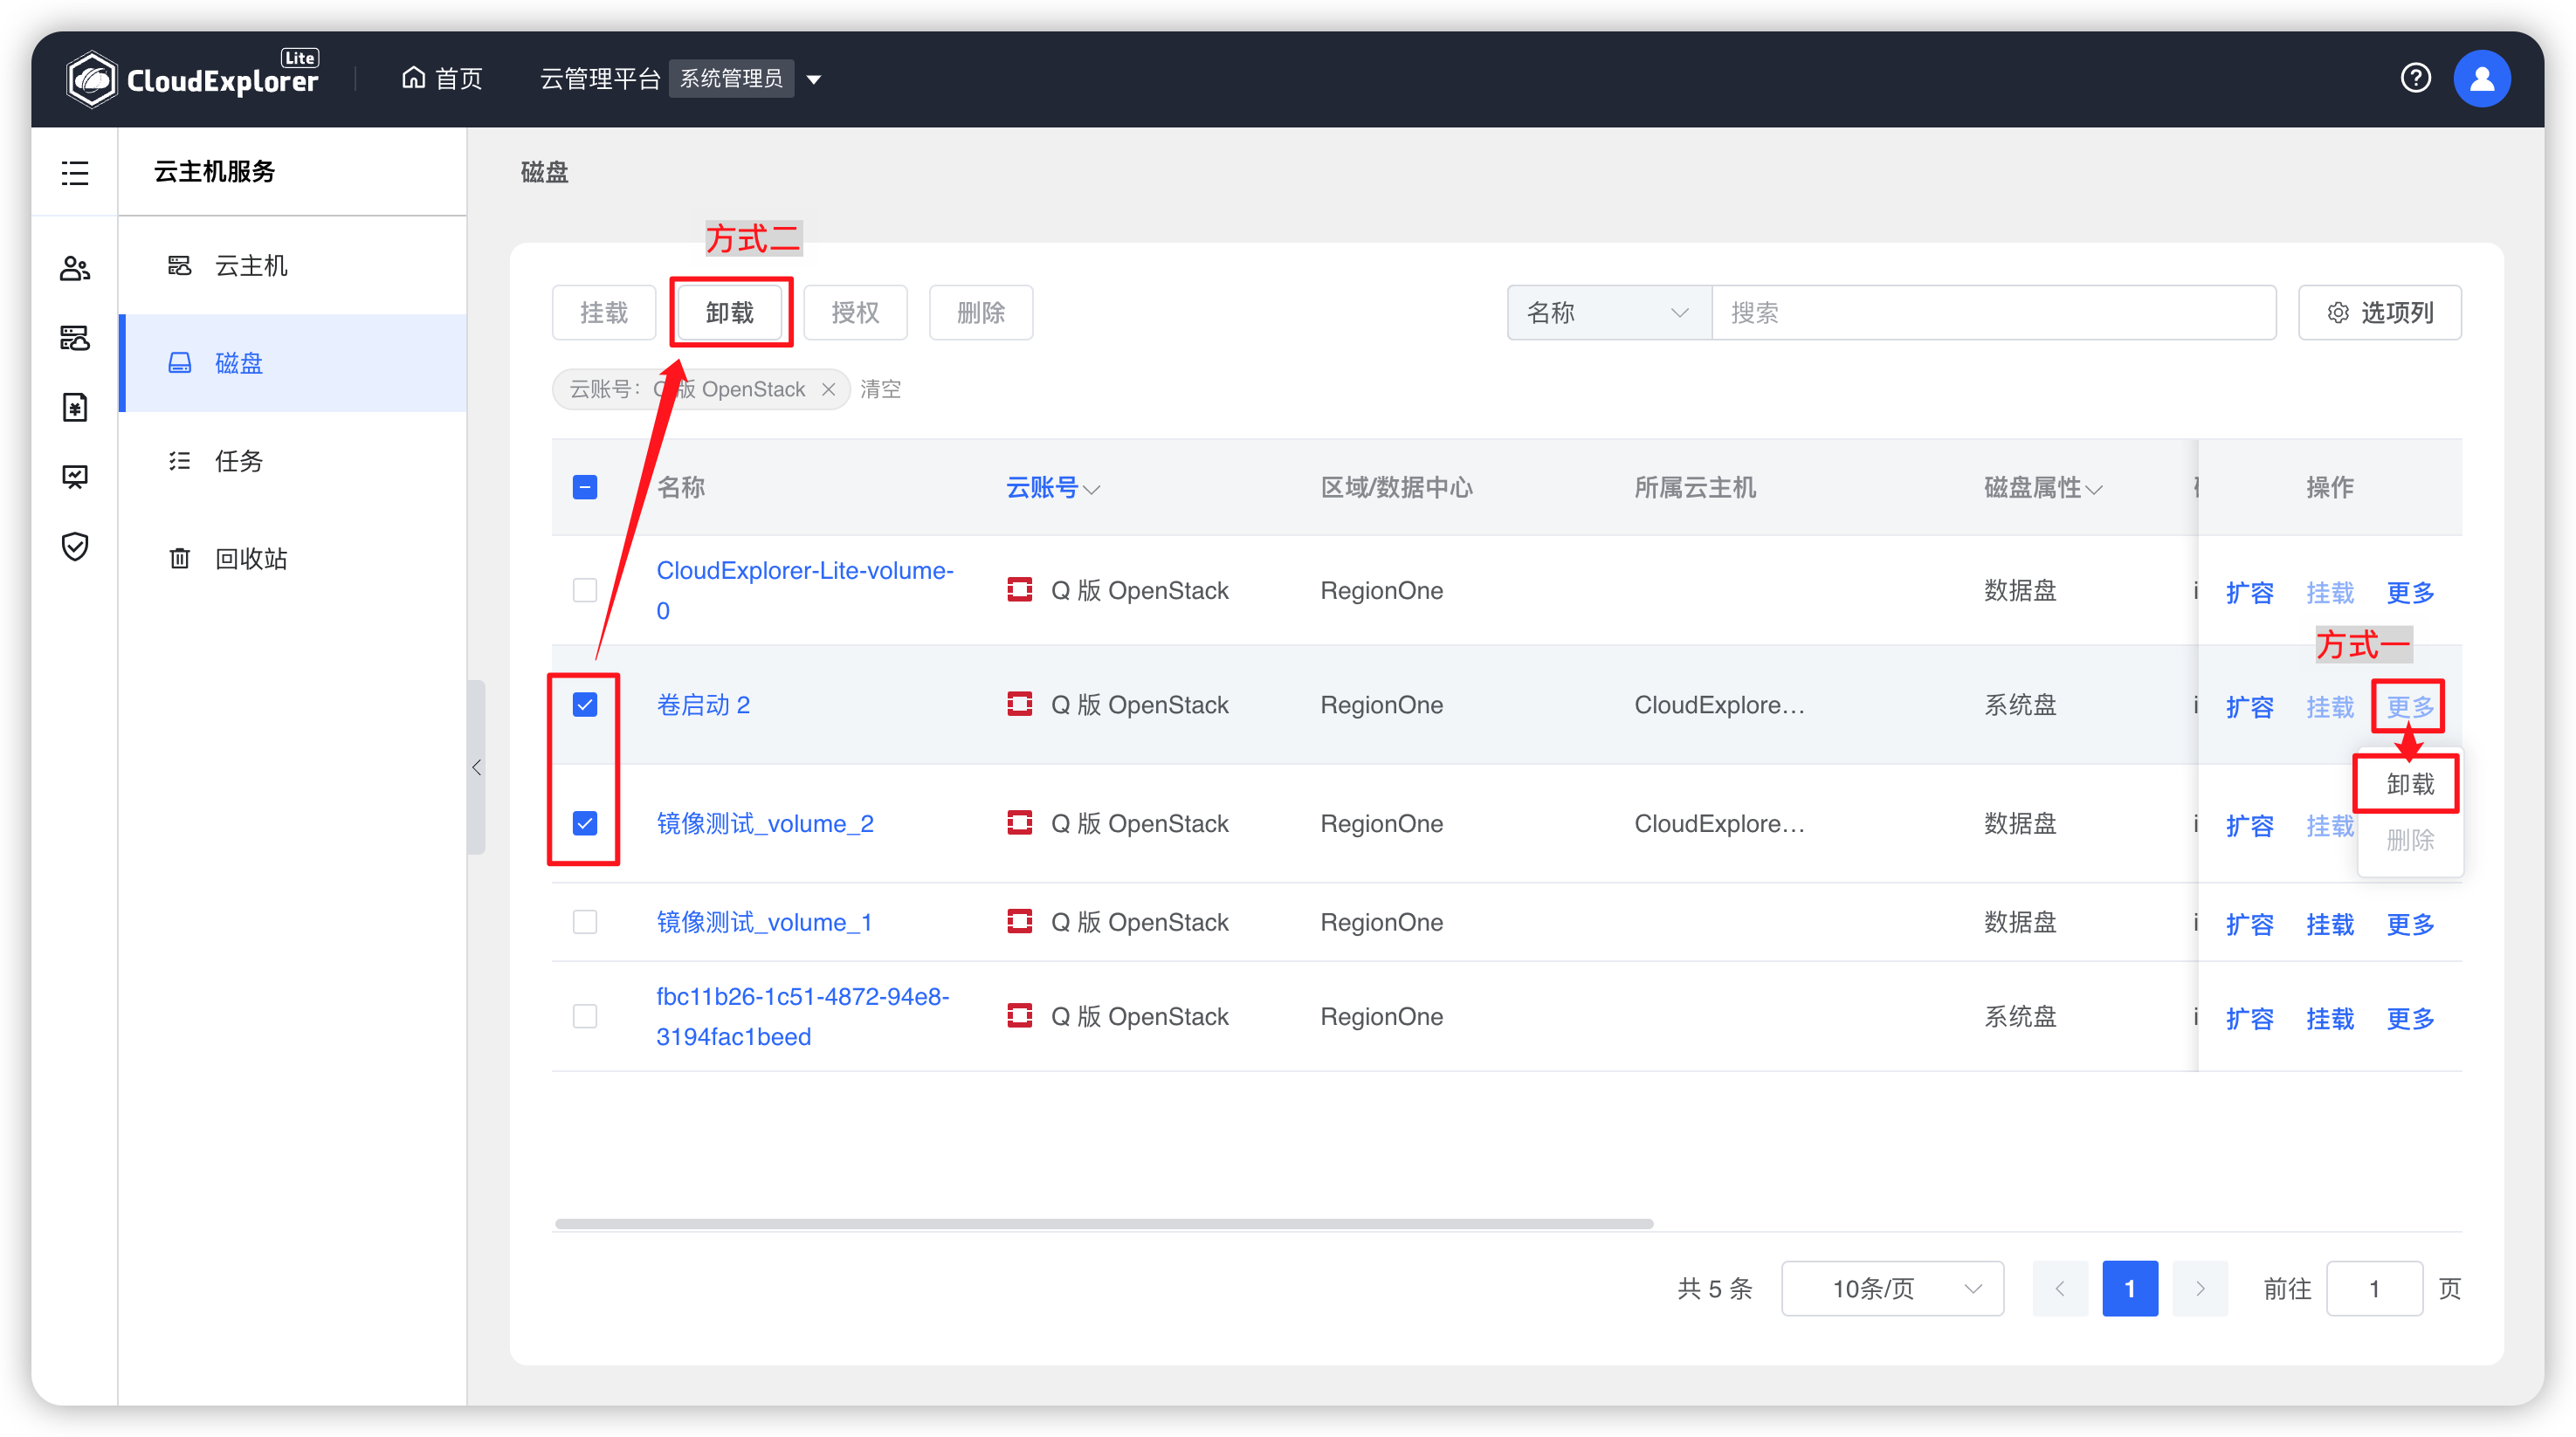 CloudExplorer Lite
首页
云管理平台 系统管理员
云主机服务
云主机
磁盘
任务
回收站
磁盘
方式二
挂载 卸载 授权 删除
名称 搜索 选项列
云账号: 版 OpenStack 清空
名称 云账号 区域/数据中心 所属云主机 磁盘属性 操作
CloudExplorer-Lite-volume-
0 Q 版 OpenStack RegionOne 数据盘 扩容 挂载 更多
方式一
卷启动 2 Q 版 OpenStack RegionOne CloudExplore... 系统盘 扩容 挂载 更多
卸载
镜像测试_volume_2 Q 版 OpenStack RegionOne CloudExplore... 数据盘 扩容 挂载
删除
镜像测试_volume_1 Q 版 OpenStack RegionOne 数据盘 扩容 挂载 更多
fbc11b26-1c51-4872-94e8-
3194fac1beed Q 版 OpenStack RegionOne 系统盘 扩容 挂载 更多
共 5 条 10条/页 1 前往 1 页